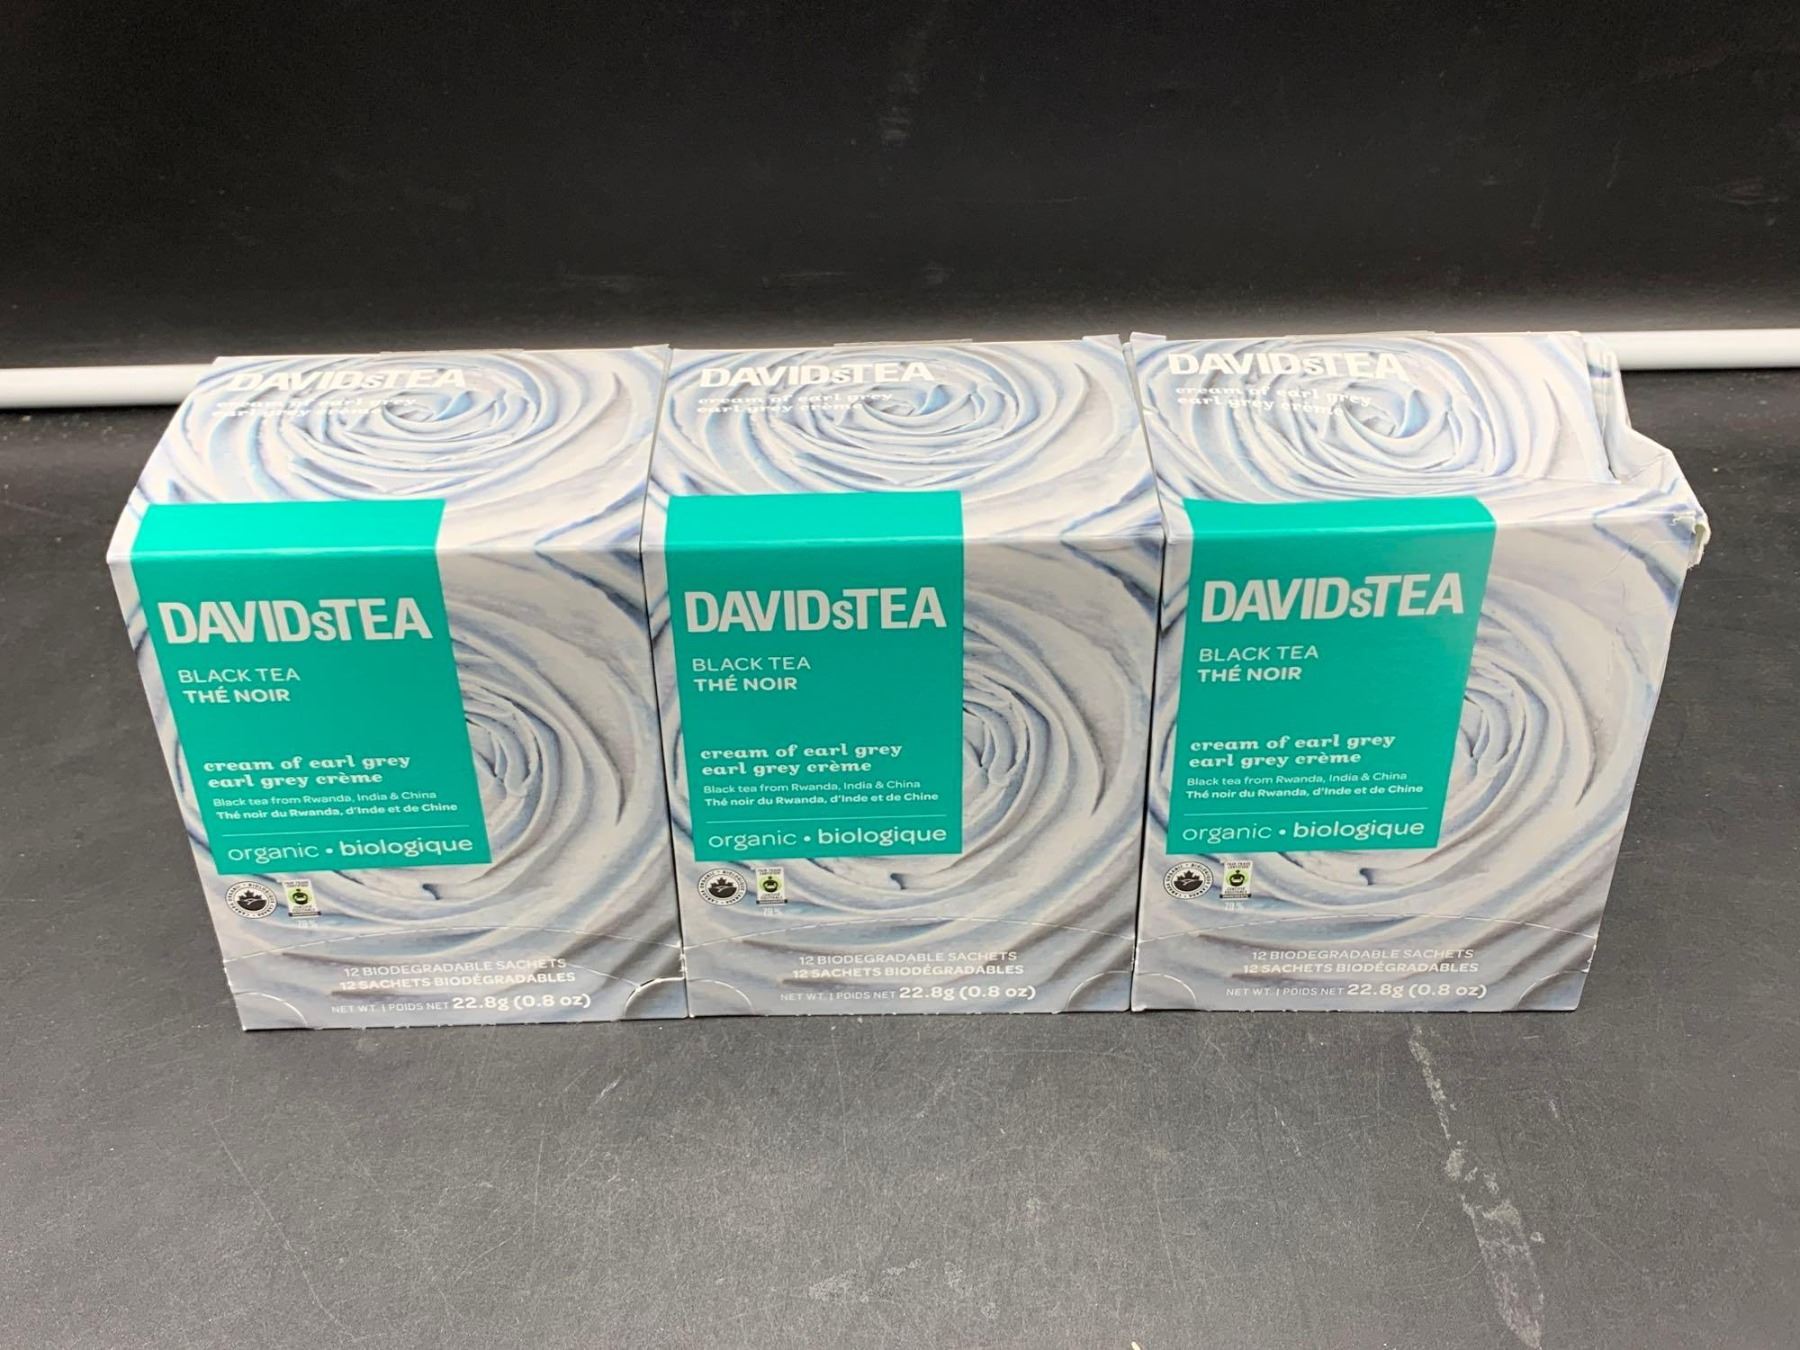 DAVIDsTEA
cream of earl grey
earl grey crème
DAVIDsTEA
BLACK TEA
THÉ NOIR
cream of earl grey
earl grey crème
Black tea from Rwanda, India & China
Thé noir du Rwanda, d'Inde et de Chine
organic • biologique
12 BIODEGRADABLE SACHETS
12 SACHETS BIODÉGRADABLES
NET WT. | POIDS NET 22.8g (0.8 oz)
DAVIDsTEA
cream of earl grey
earl grey crème
DAVIDsTEA
BLACK TEA
THÉ NOIR
cream of earl grey
earl grey crème
Black tea from Rwanda, India & China
Thé noir du Rwanda, d'Inde et de Chine
organic • biologique
12 BIODEGRADABLE SACHETS
12 SACHETS BIODÉGRADABLES
NET WT. | POIDS NET 22.8g (0.8 oz)
DAVIDsTEA
cream of earl grey
earl grey crème
DAVIDsTEA
BLACK TEA
THÉ NOIR
cream of earl grey
earl grey crème
Black tea from Rwanda, India & China
Thé noir du Rwanda, d'Inde et de Chine
organic • biologique
12 BIODEGRADABLE SACHETS
12 SACHETS BIODÉGRADABLES
NET WT. | POIDS NET 22.8g (0.8 oz)